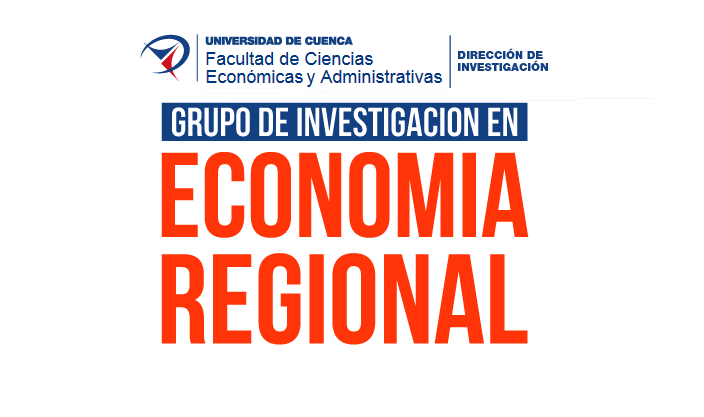 UNIVERSIDAD DE CUENCA
Facultad de Ciencias
Económicas y Administrativas
DIRECCIÓN DE
INVESTIGACIÓN
GRUPO DE INVESTIGACION EN
ECONOMIA
REGIONAL